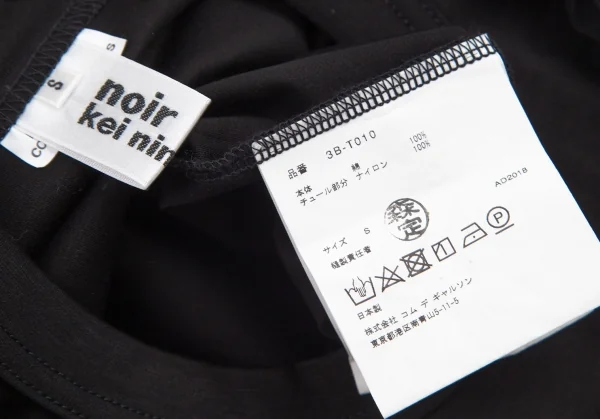 S
S
noir
kei nin
品番 3B-T010
本体 綿 100%
チュール部分 ナイロン 100%
AD2018
サイズ S
縫製責任者
森定
日本製
株式会社 コム デ ギャルソン
東京都港区南青山5-11-5